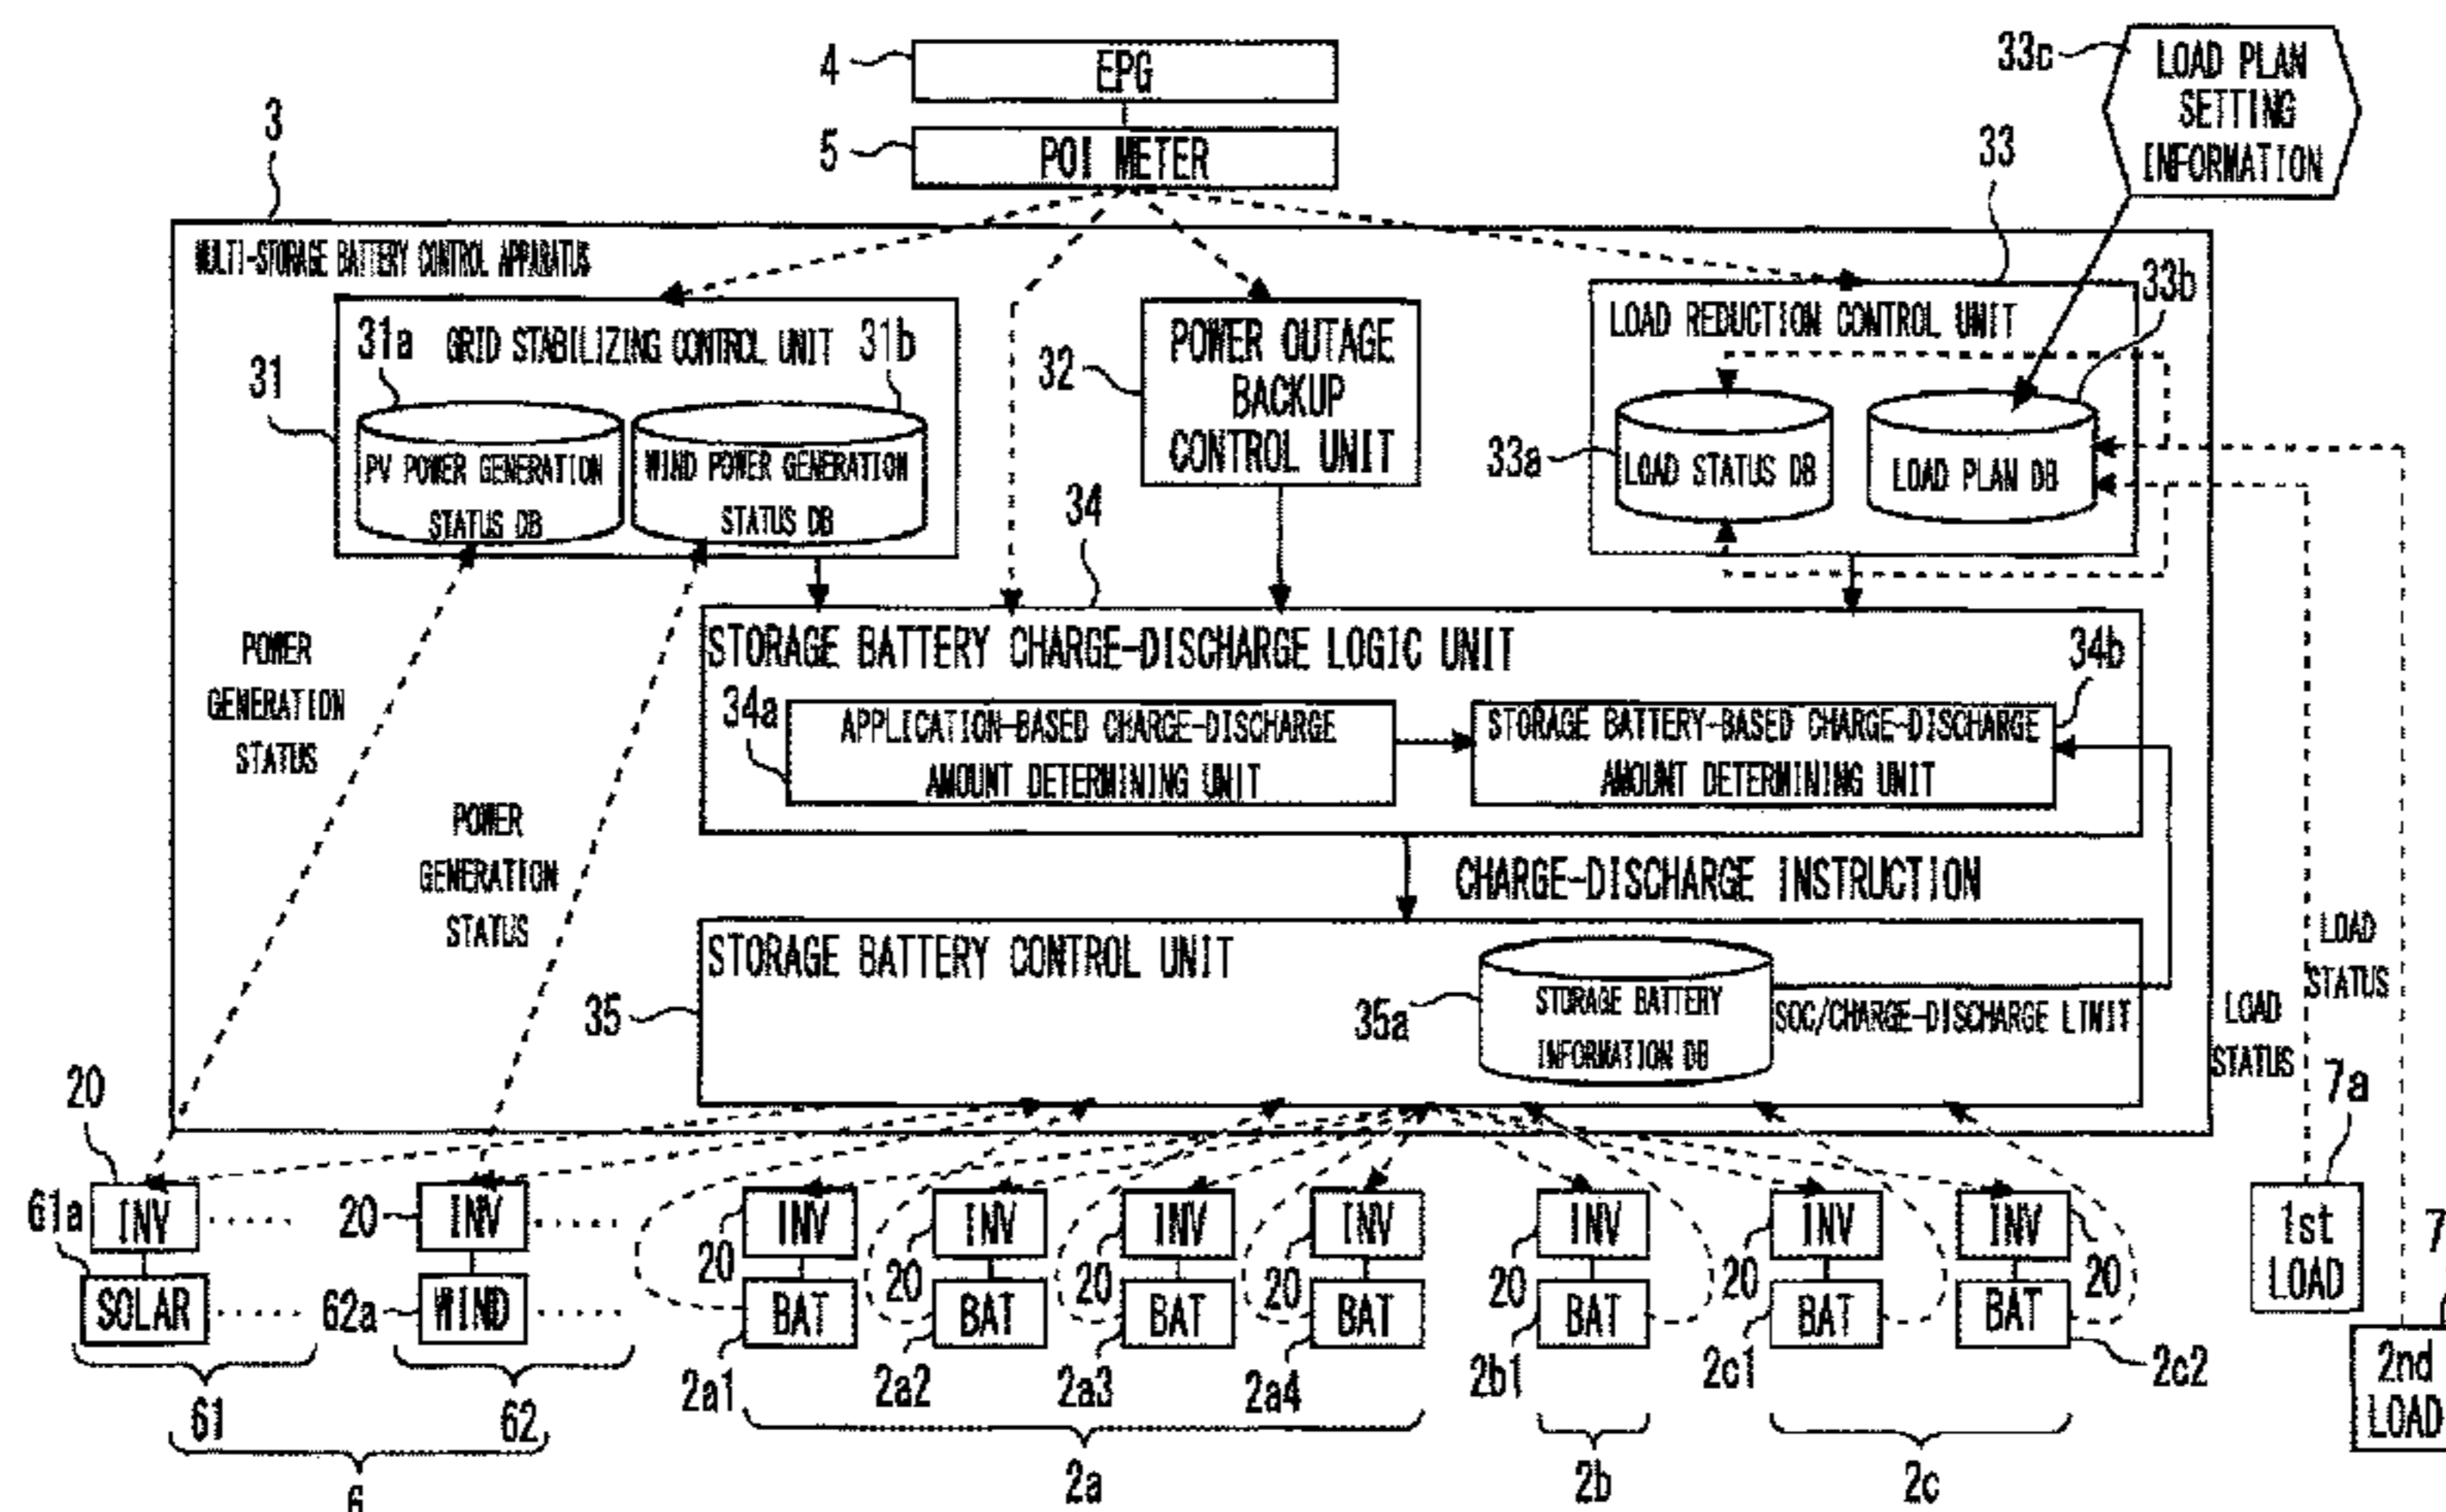 4
EPG
33c
LOAD PLAN
SETTING
INFORMATION
5
POI METER
3
33
MULTI-STORAGE BATTERY CONTROL APPARATUS
33b
31a
GRID STABILIZING CONTROL UNIT
31b
31
PV POWER GENERATION
STATUS DB
WIND POWER GENERATION
STATUS DB
32
POWER OUTAGE
BACKUP
CONTROL UNIT
LOAD REDUCTION CONTROL UNIT
33a
LOAD STATUS DB
LOAD PLAN DB
34
STORAGE BATTERY CHARGE-DISCHARGE LOGIC UNIT
34b
34a
APPLICATION-BASED CHARGE-DISCHARGE
AMOUNT DETERMINING UNIT
STORAGE BATTERY-BASED CHARGE-DISCHARGE
AMOUNT DETERMINING UNIT
POWER
GENERATION
STATUS
POWER
GENERATION
STATUS
CHARGE-DISCHARGE INSTRUCTION
STORAGE BATTERY CONTROL UNIT
35
35a
STORAGE BATTERY
INFORMATION DB
SOC/CHARGE-DISCHARGE LIMIT
LOAD
STATUS
LOAD
STATUS
20
61a
INV
20
INV
20
INV
20
INV
20
INV
20
INV
20
INV
20
INV
INV
20
7a
1st
LOAD
7
SOLAR
62a
WIND
BAT
BAT
BAT
BAT
BAT
BAT
BAT
2nd
LOAD
2a1
2a2
2a3
2a4
2b1
2c1
2c2
61
62
6
2a
2b
2c